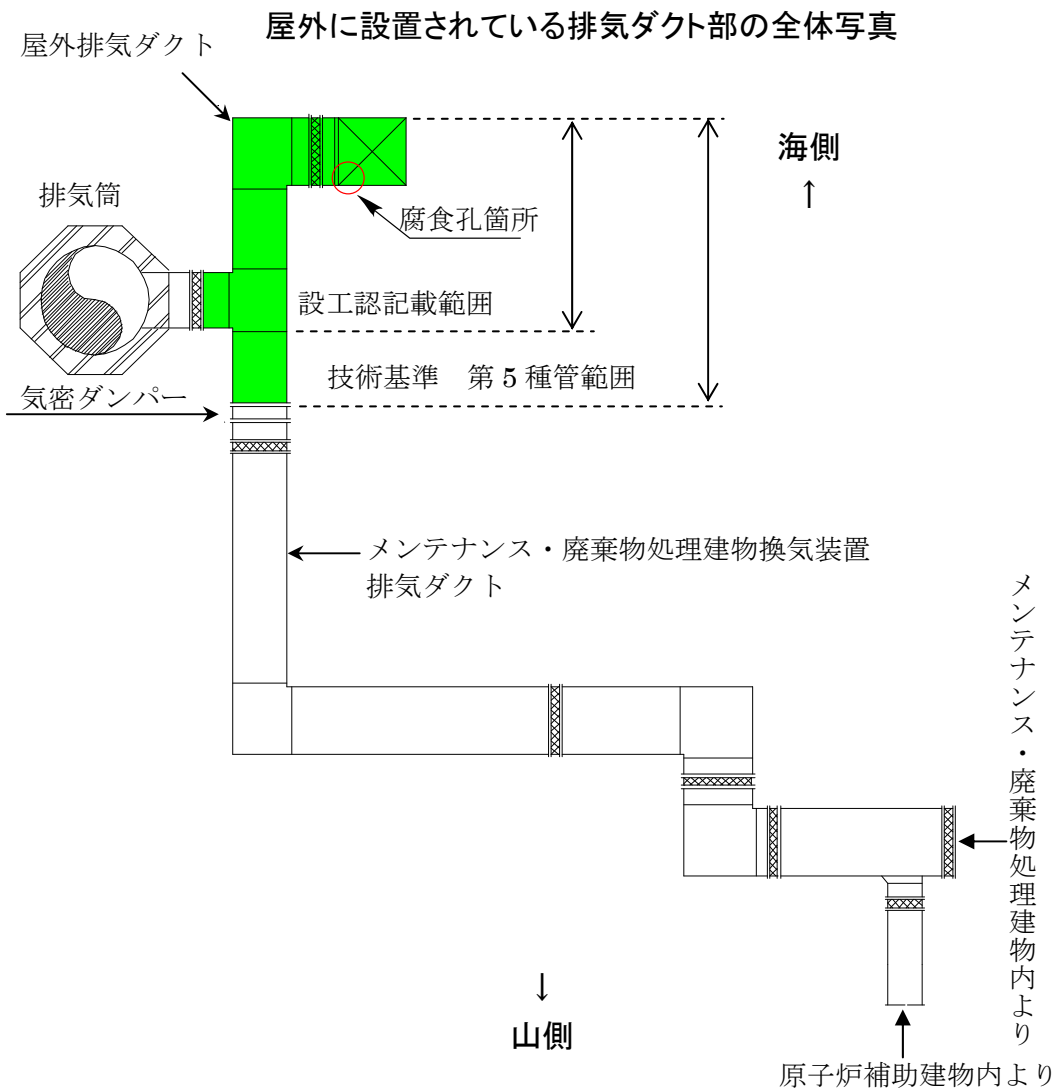 屋外に設置されている排気ダクト部の全体写真
屋外排気ダクト
海側
↑
排気筒
腐食孔箇所
設工認記載範囲
技術基準　第5種管範囲
気密ダンパー
メンテナンス・廃棄物処理建物換気装置
排気ダクト
メンテナンス・廃棄物処理建物内より
↓
山側
原子炉補助建物内より